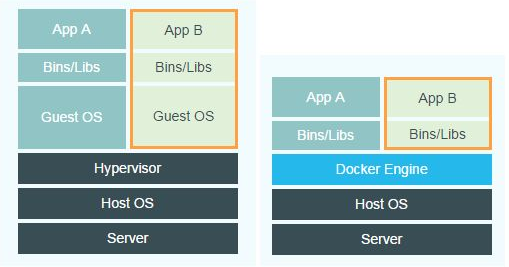 App A
App B
Bins/Libs
Bins/Libs
Guest OS
Guest OS
Hypervisor
Host OS
Server
App A
App B
Bins/Libs
Bins/Libs
Docker Engine
Host OS
Server